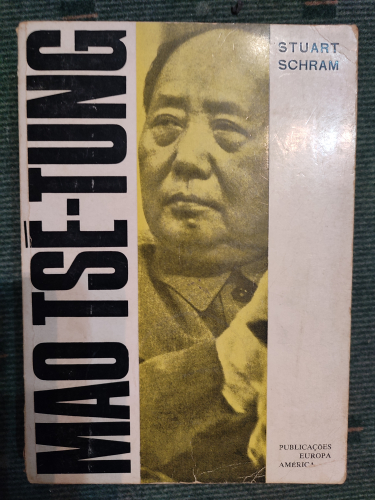 MAO TSÉ-TUNG
STUART
SCHRAM
PUBLICAÇÕES
EUROPA
AMÉRICA